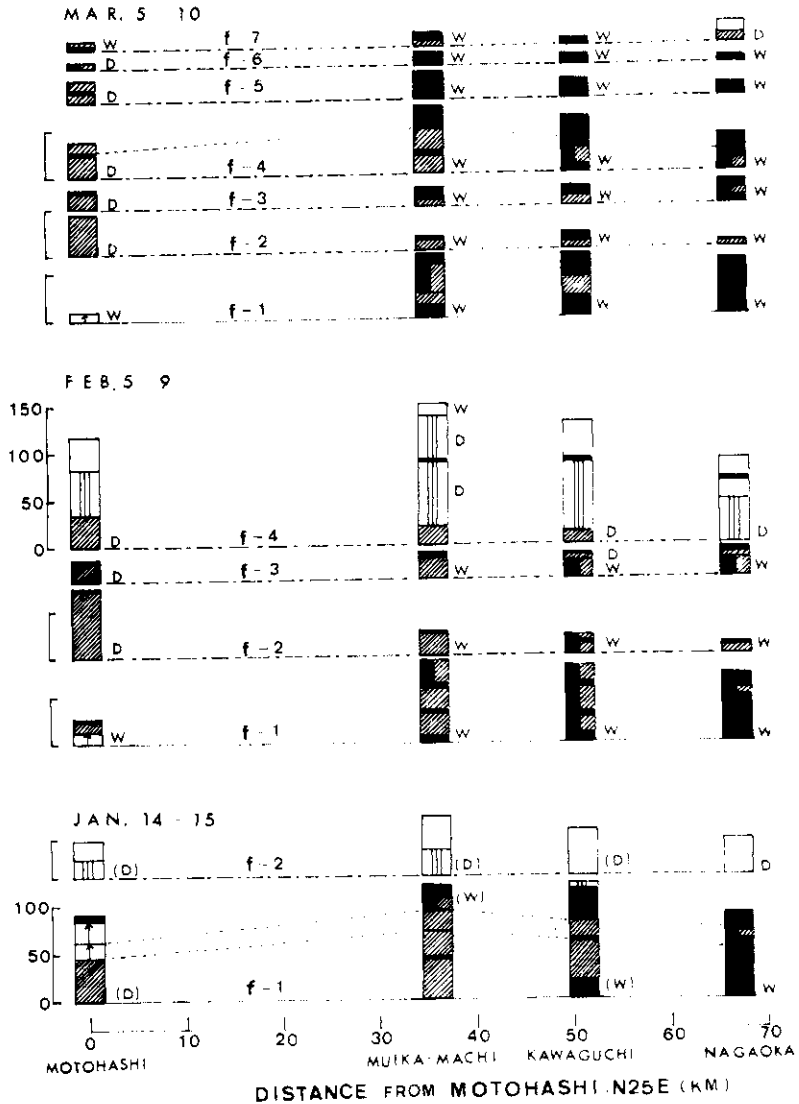 MAR. 5 10
W f-7 W W D
D f-6 W W W
D f-5 W W W
D f-4 W W W
D f-3 W W W
D f-2 W W W
W f-1 W W W
FEB. 5 9
150 W
D
100
D
50
0 D f-4 D D
D
D f-3 W W W
D f-2 W W W
W f-1 W W W
JAN. 14 - 15
(D) f-2 (D) (D) D
(W)
100
50
0 (D) f-1 (W) W
0 10 20 30 40 50 60 70
MOTOHASHI MUIKA-MACHI KAWAGUCHI NAGAOKA
DISTANCE FROM MOTOHASHI. N25E (KM)